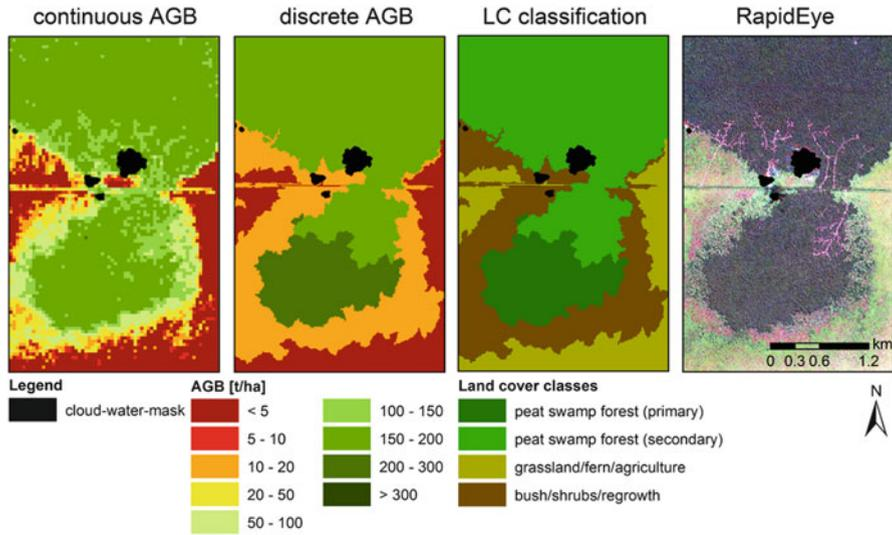 continuous AGB
discrete AGB
LC classification
RapidEye
km
0 0.3 0.6 1.2
N
Legend
cloud-water-mask
AGB [t/ha]
< 5
5 - 10
10 - 20
20 - 50
50 - 100
100 - 150
150 - 200
200 - 300
> 300
Land cover classes
peat swamp forest (primary)
peat swamp forest (secondary)
grassland/fern/agriculture
bush/shrubs/regrowth